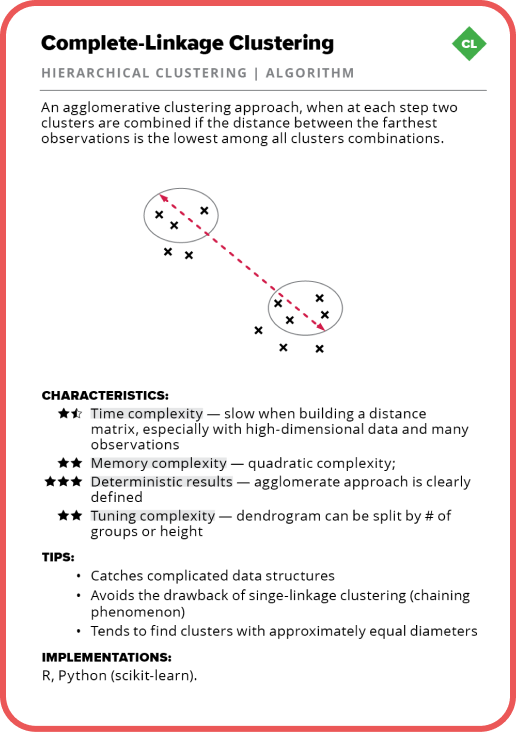 Complete-Linkage Clustering
CL
HIERARCHICAL CLUSTERING | ALGORITHM
An agglomerative clustering approach, when at each step two
clusters are combined if the distance between the farthest
observations is the lowest among all clusters combinations.
CHARACTERISTICS:
Time complexity — slow when building a distance
matrix, especially with high-dimensional data and many
observations
Memory complexity — quadratic complexity;
Deterministic results — agglomerate approach is clearly
defined
Tuning complexity — dendrogram can be split by # of
groups or height
TIPS:
• Catches complicated data structures
• Avoids the drawback of singe-linkage clustering (chaining
phenomenon)
• Tends to find clusters with approximately equal diameters
IMPLEMENTATIONS:
R, Python (scikit-learn).